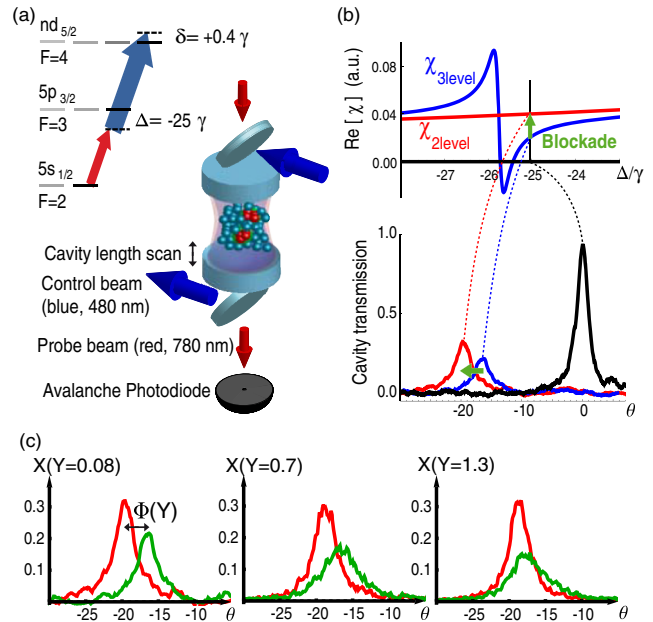 (a)
nd 5/2
δ= +0.4 γ
F=4
5p 3/2
F=3
Δ= -25 γ
5s 1/2
F=2
Cavity length scan
Control beam
(blue, 480 nm)
Probe beam (red, 780 nm)
Avalanche Photodiode
(b)
Re [ χ ] (a.u.)
0.08
0.04
0.00
χ3level
χ2level
Blockade
-27 -26 -25 -24 Δ/γ
Cavity transmission
1.0
0.5
0.0
-20 -10 0 θ
(c)
X(Y=0.08) X(Y=0.7) X(Y=1.3)
Φ(Y)
0.3 0.3 0.3
0.2 0.2 0.2
0.1 0.1 0.1
-25 -20 -15 -10 θ -25 -20 -15 -10 θ -25 -20 -15 -10 θ